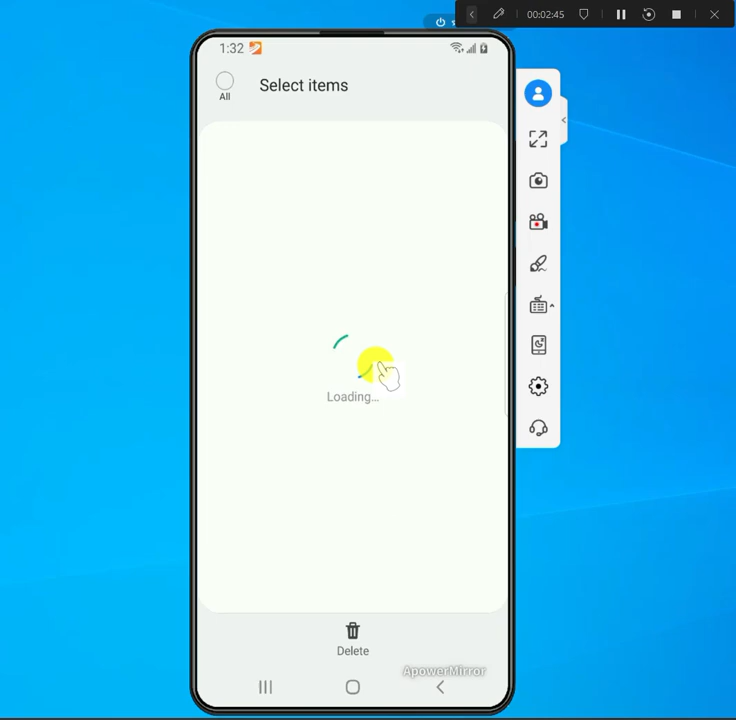 00:02:45
1:32
All
Select items
Loading...
Delete
ApowerMirror